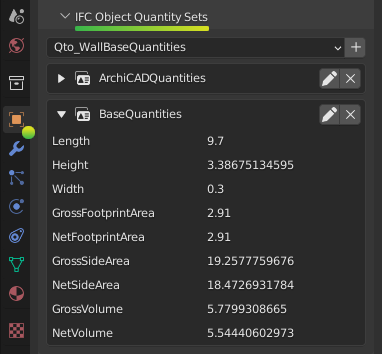 IFC Object Quantity Sets
Qto_WallBaseQuantities
ArchiCADQuantities
BaseQuantities
Length 9.7
Height 3.38675134595
Width 0.3
GrossFootprintArea 2.91
NetFootprintArea 2.91
GrossSideArea 19.2577759676
NetSideArea 18.4726931784
GrossVolume 5.7799308665
NetVolume 5.54440602973